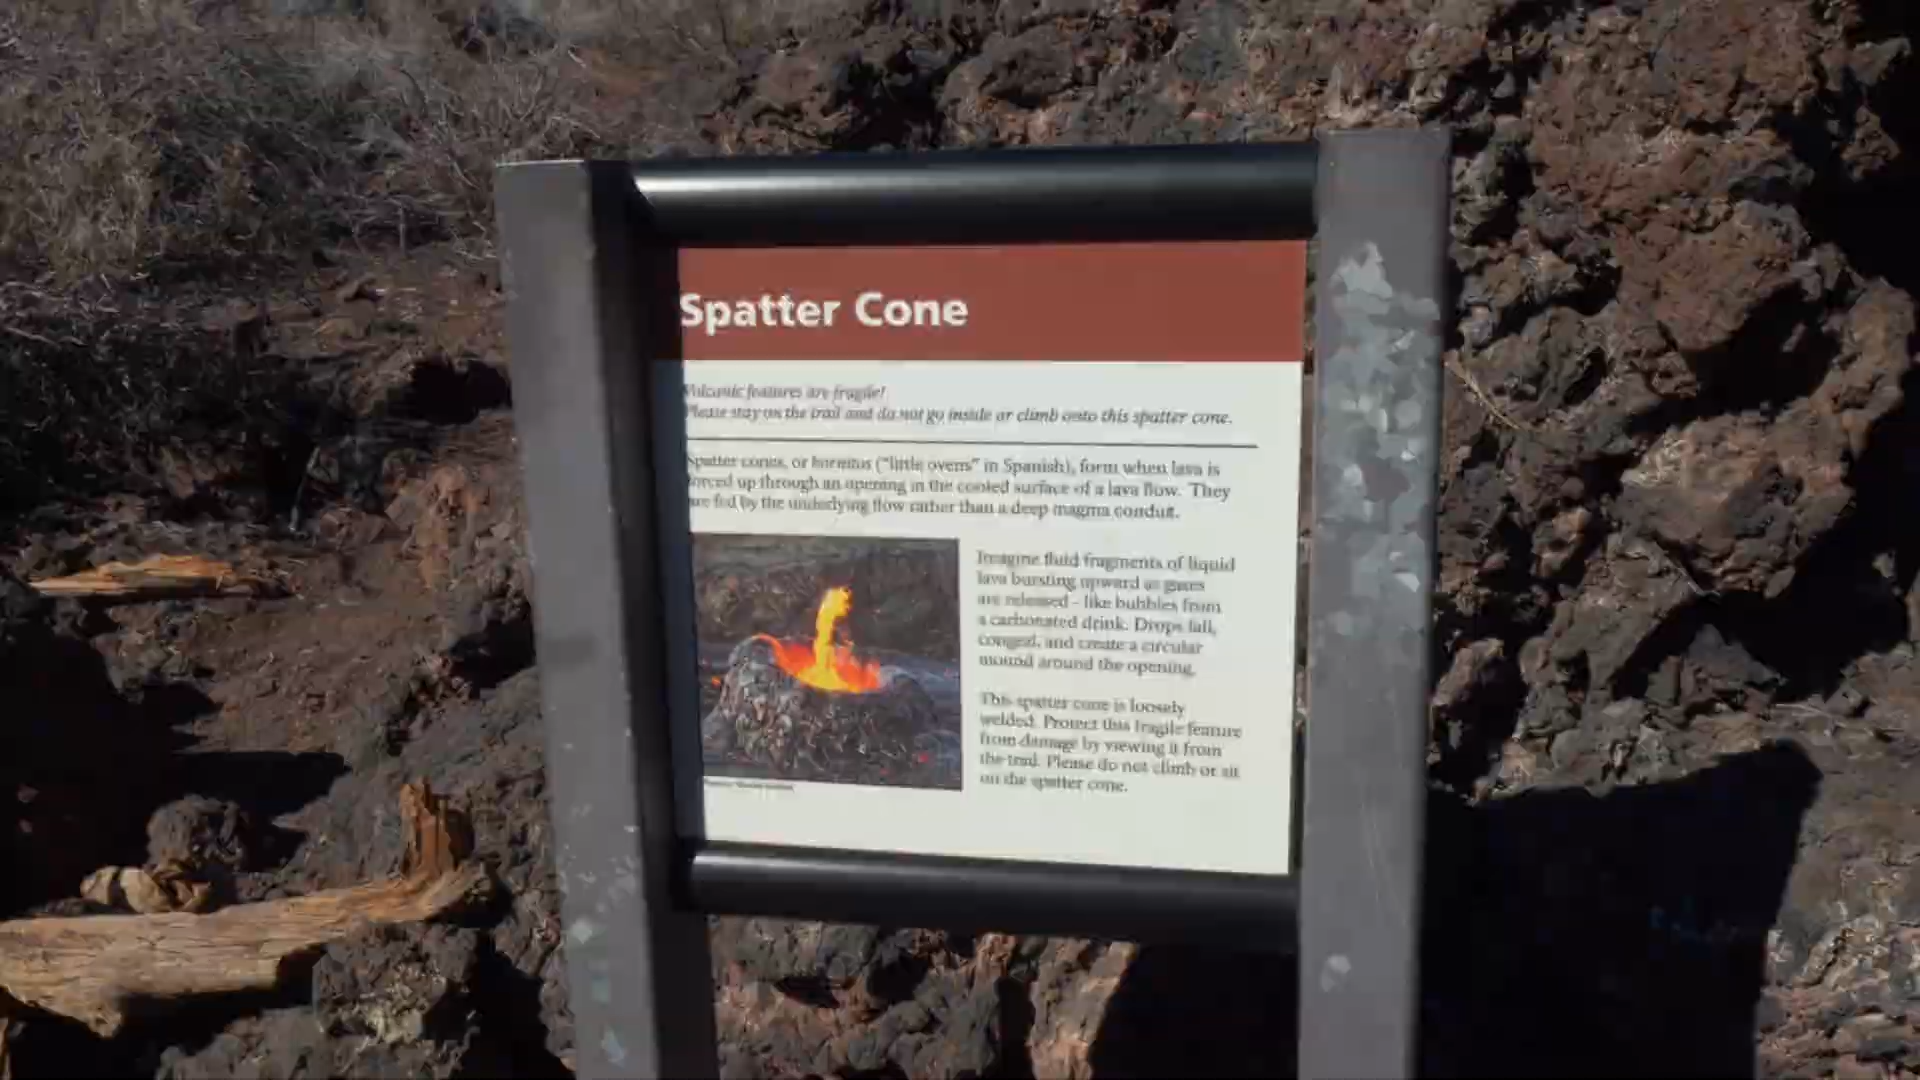 Spatter Cone
Volcanic features are fragile!
Please stay on the trail and do not go inside or climb onto this spatter cone.
Spatter cones, or hornitos ("little ovens" in Spanish), form when lava is
forced up through an opening in the cooled surface of a lava flow. They
are fed by the underlying flow rather than a deep magma conduit.
Imagine fluid fragments of liquid
lava bursting upward as gases
are released - like bubbles from
a carbonated drink. Drops fall,
congeal, and create a circular
mound around the opening.
This spatter cone is loosely
welded. Protect this fragile feature
from damage by viewing it from
the trail. Please do not climb or sit
on the spatter cone.